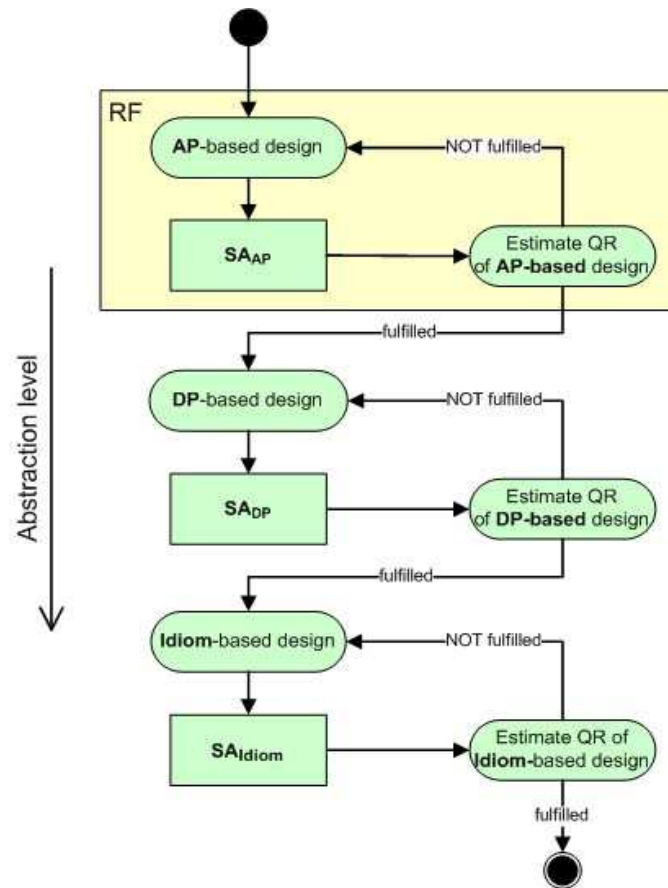 RF
AP-based design
NOT fulfilled
SAAP
Estimate QR
of AP-based design
fulfilled
Abstraction level
DP-based design
NOT fulfilled
SADP
Estimate QR
of DP-based design
fulfilled
Idiom-based design
NOT fulfilled
SAIdiom
Estimate QR of
Idiom-based design
fulfilled